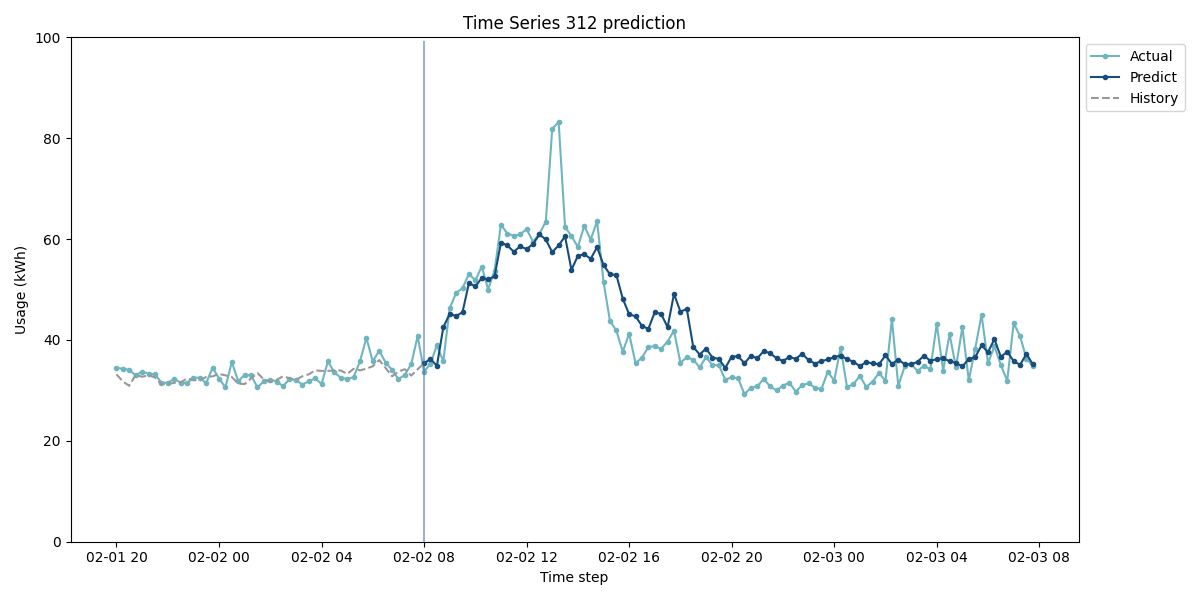 Time Series 312 prediction
100
80
60
40
20
0
Usage (kWh)
02-01 20
02-02 00
02-02 04
02-02 08
02-02 12
02-02 16
02-02 20
02-03 00
02-03 04
02-03 08
Time step
Actual
Predict
History